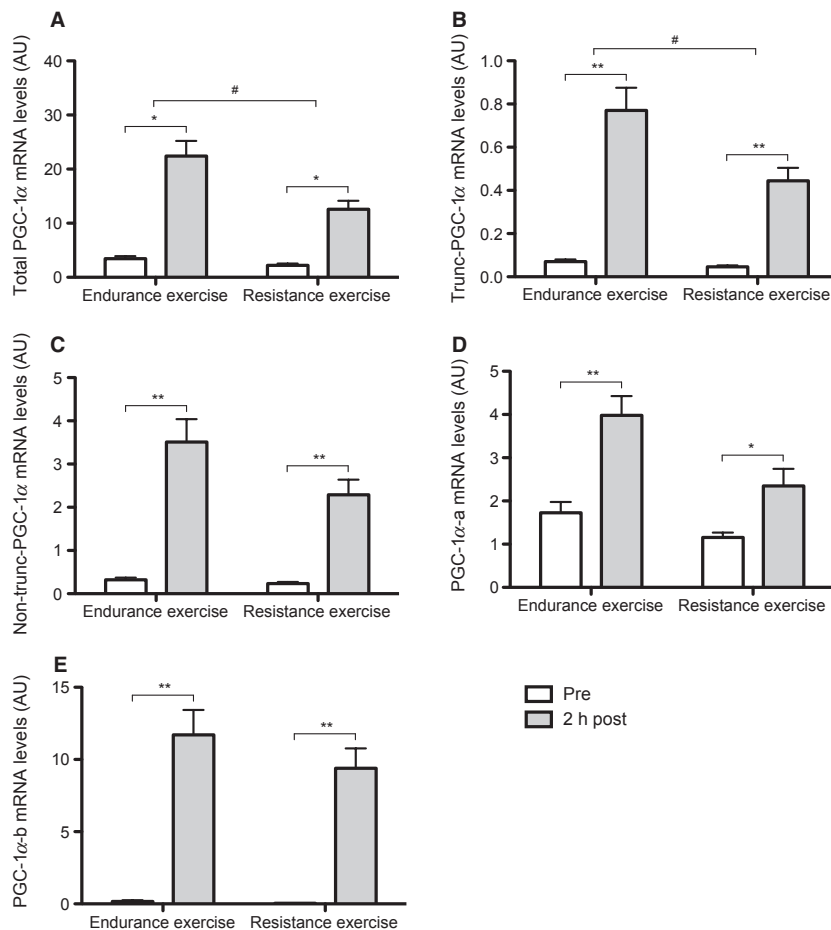 A
Total PGC-1α mRNA levels (AU)
40
30
20
10
0
#
*
*
Endurance exercise
Resistance exercise
B
Trunc-PGC-1α mRNA levels (AU)
1.0
0.8
0.6
0.4
0.2
0.0
#
**
**
Endurance exercise
Resistance exercise
C
Non-trunc-PGC-1α mRNA levels (AU)
5
4
3
2
1
0
**
**
Endurance exercise
Resistance exercise
D
PGC-1α-a mRNA levels (AU)
5
4
3
2
1
0
**
*
Endurance exercise
Resistance exercise
E
PGC-1α-b mRNA levels (AU)
15
10
5
0
**
**
Endurance exercise
Resistance exercise
Pre
2 h post